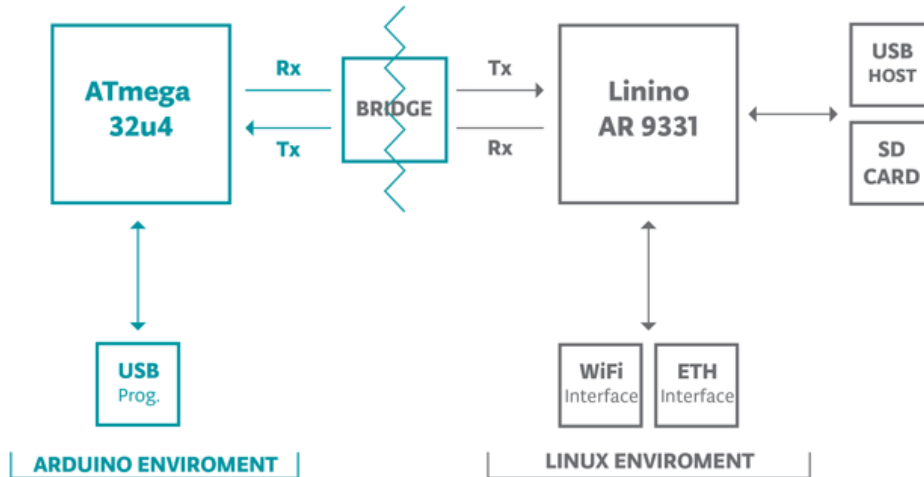 ATmega
32u4
Rx
Tx
BRIDGE
Tx
Rx
Linino
AR 9331
USB
HOST
SD
CARD
USB
Prog.
WiFi
Interface
ETH
Interface
ARDUINO ENVIROMENT
LINUX ENVIROMENT